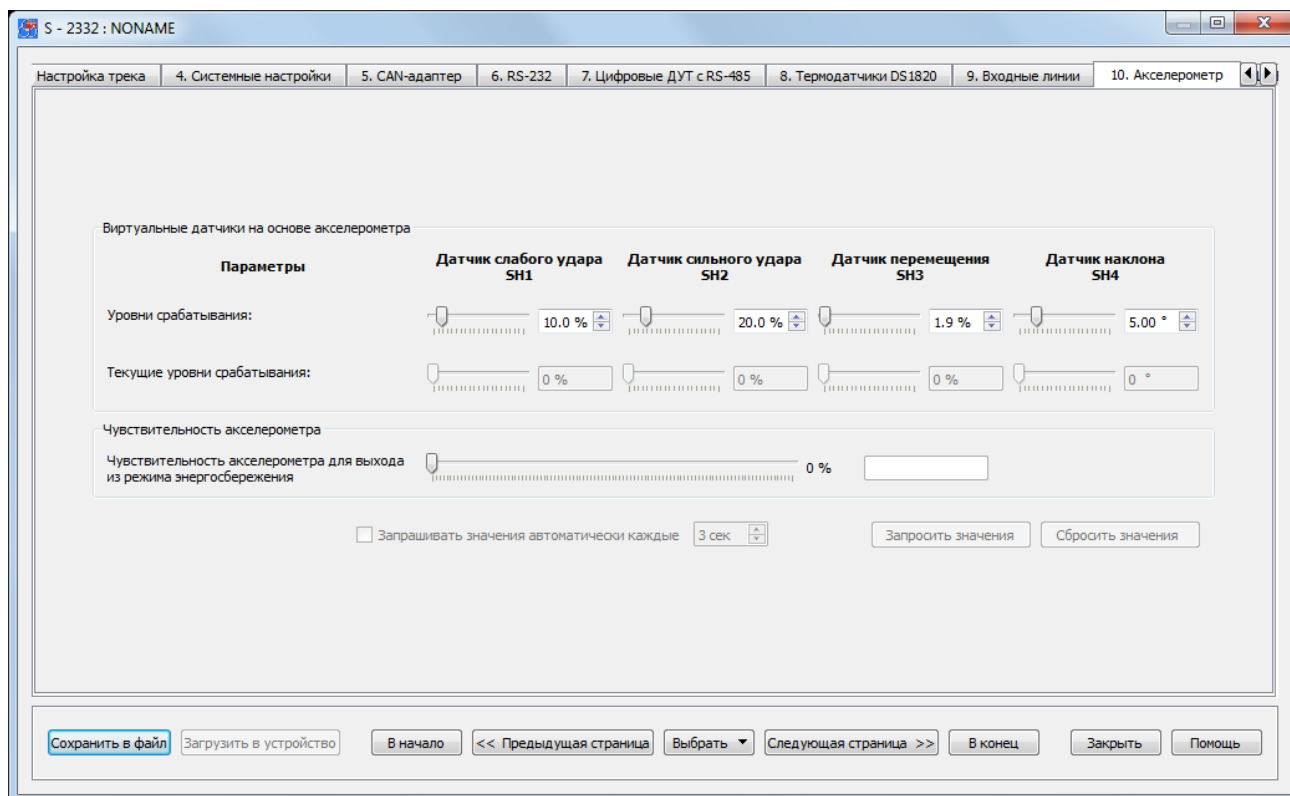 S - 2332 : NONAME
Настройка трека 4. Системные настройки 5. CAN-адаптер 6. RS-232 7. Цифровые ДУТ с RS-485 8. Термодатчики DS1820 9. Входные линии 10. Акселерометр
Виртуальные датчики на основе акселерометра
Параметры
Датчик слабого удара
SH1
Датчик сильного удара
SH2
Датчик перемещения
SH3
Датчик наклона
SH4
Уровни срабатывания: 10.0 % 20.0 % 1.9 % 5.00 °
Текущие уровни срабатывания: 0 % 0 % 0 % 0 °
Чувствительность акселерометра
Чувствительность акселерометра для выхода
из режима энергосбережения
0 %
Запрашивать значения автоматически каждые 3 сек Запросить значения Сбросить значения
Сохранить в файл Загрузить в устройство В начало << Предыдущая страница Выбрать Следующая страница >> В конец Закрыть Помощь